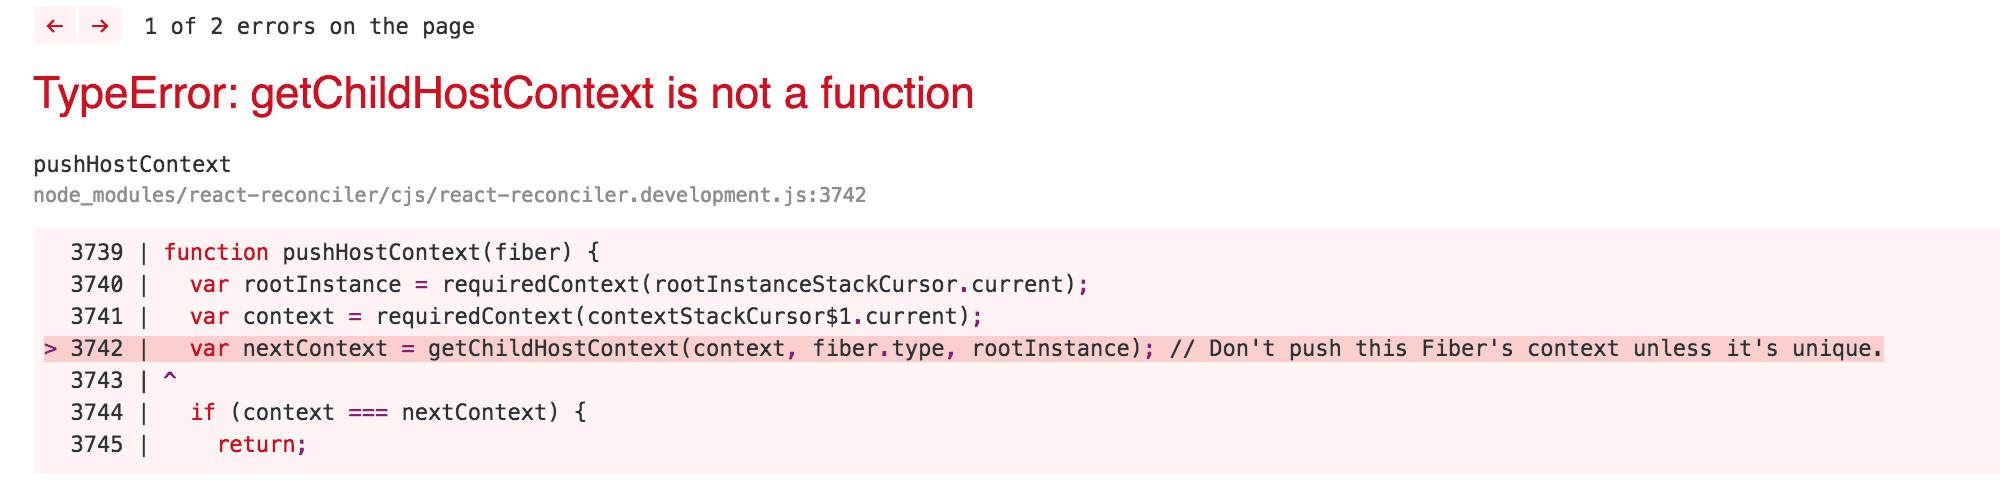 ← → 1 of 2 errors on the page
TypeError: getChildHostContext is not a function
pushHostContext
node_modules/react-reconciler/cjs/react-reconciler.development.js:3742
  3739 | function pushHostContext(fiber) {
  3740 |   var rootInstance = requiredContext(rootInstanceStackCursor.current);
  3741 |   var context = requiredContext(contextStackCursor$1.current);
> 3742 |   var nextContext = getChildHostContext(context, fiber.type, rootInstance); // Don't push this Fiber's context unless it's unique.
  3743 | ^
  3744 |   if (context === nextContext) {
  3745 |     return;